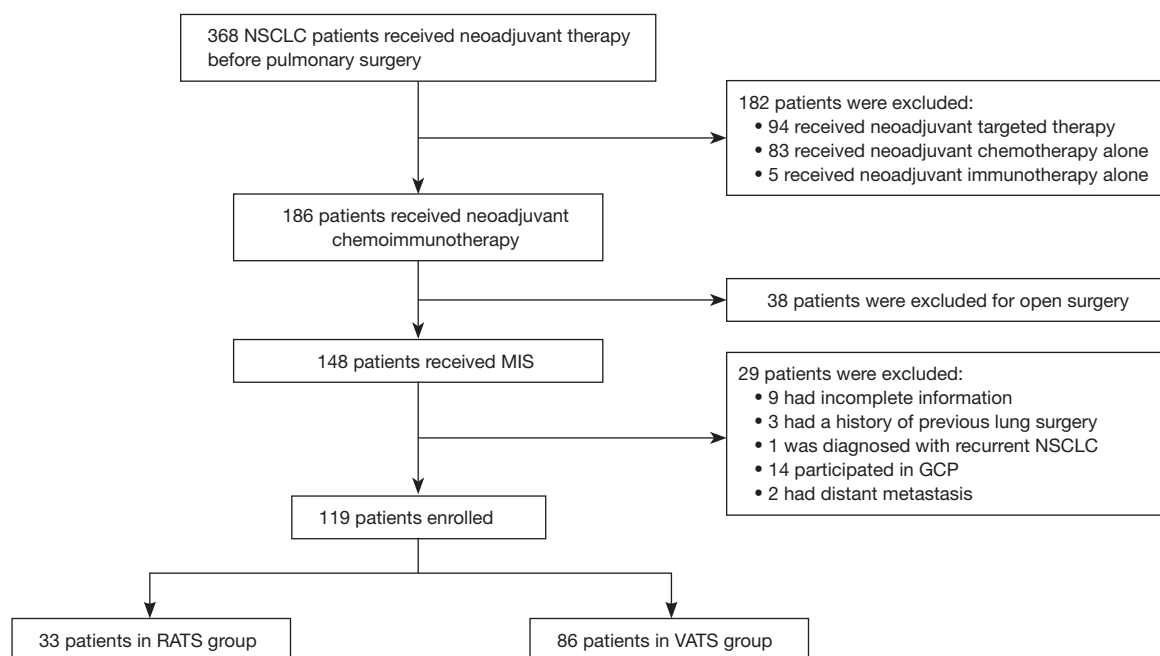 368 NSCLC patients received neoadjuvant therapy
before pulmonary surgery
182 patients were excluded:
• 94 received neoadjuvant targeted therapy
• 83 received neoadjuvant chemotherapy alone
• 5 received neoadjuvant immunotherapy alone
186 patients received neoadjuvant
chemoimmunotherapy
38 patients were excluded for open surgery
148 patients received MIS
29 patients were excluded:
• 9 had incomplete information
• 3 had a history of previous lung surgery
• 1 was diagnosed with recurrent NSCLC
• 14 participated in GCP
• 2 had distant metastasis
119 patients enrolled
33 patients in RATS group
86 patients in VATS group